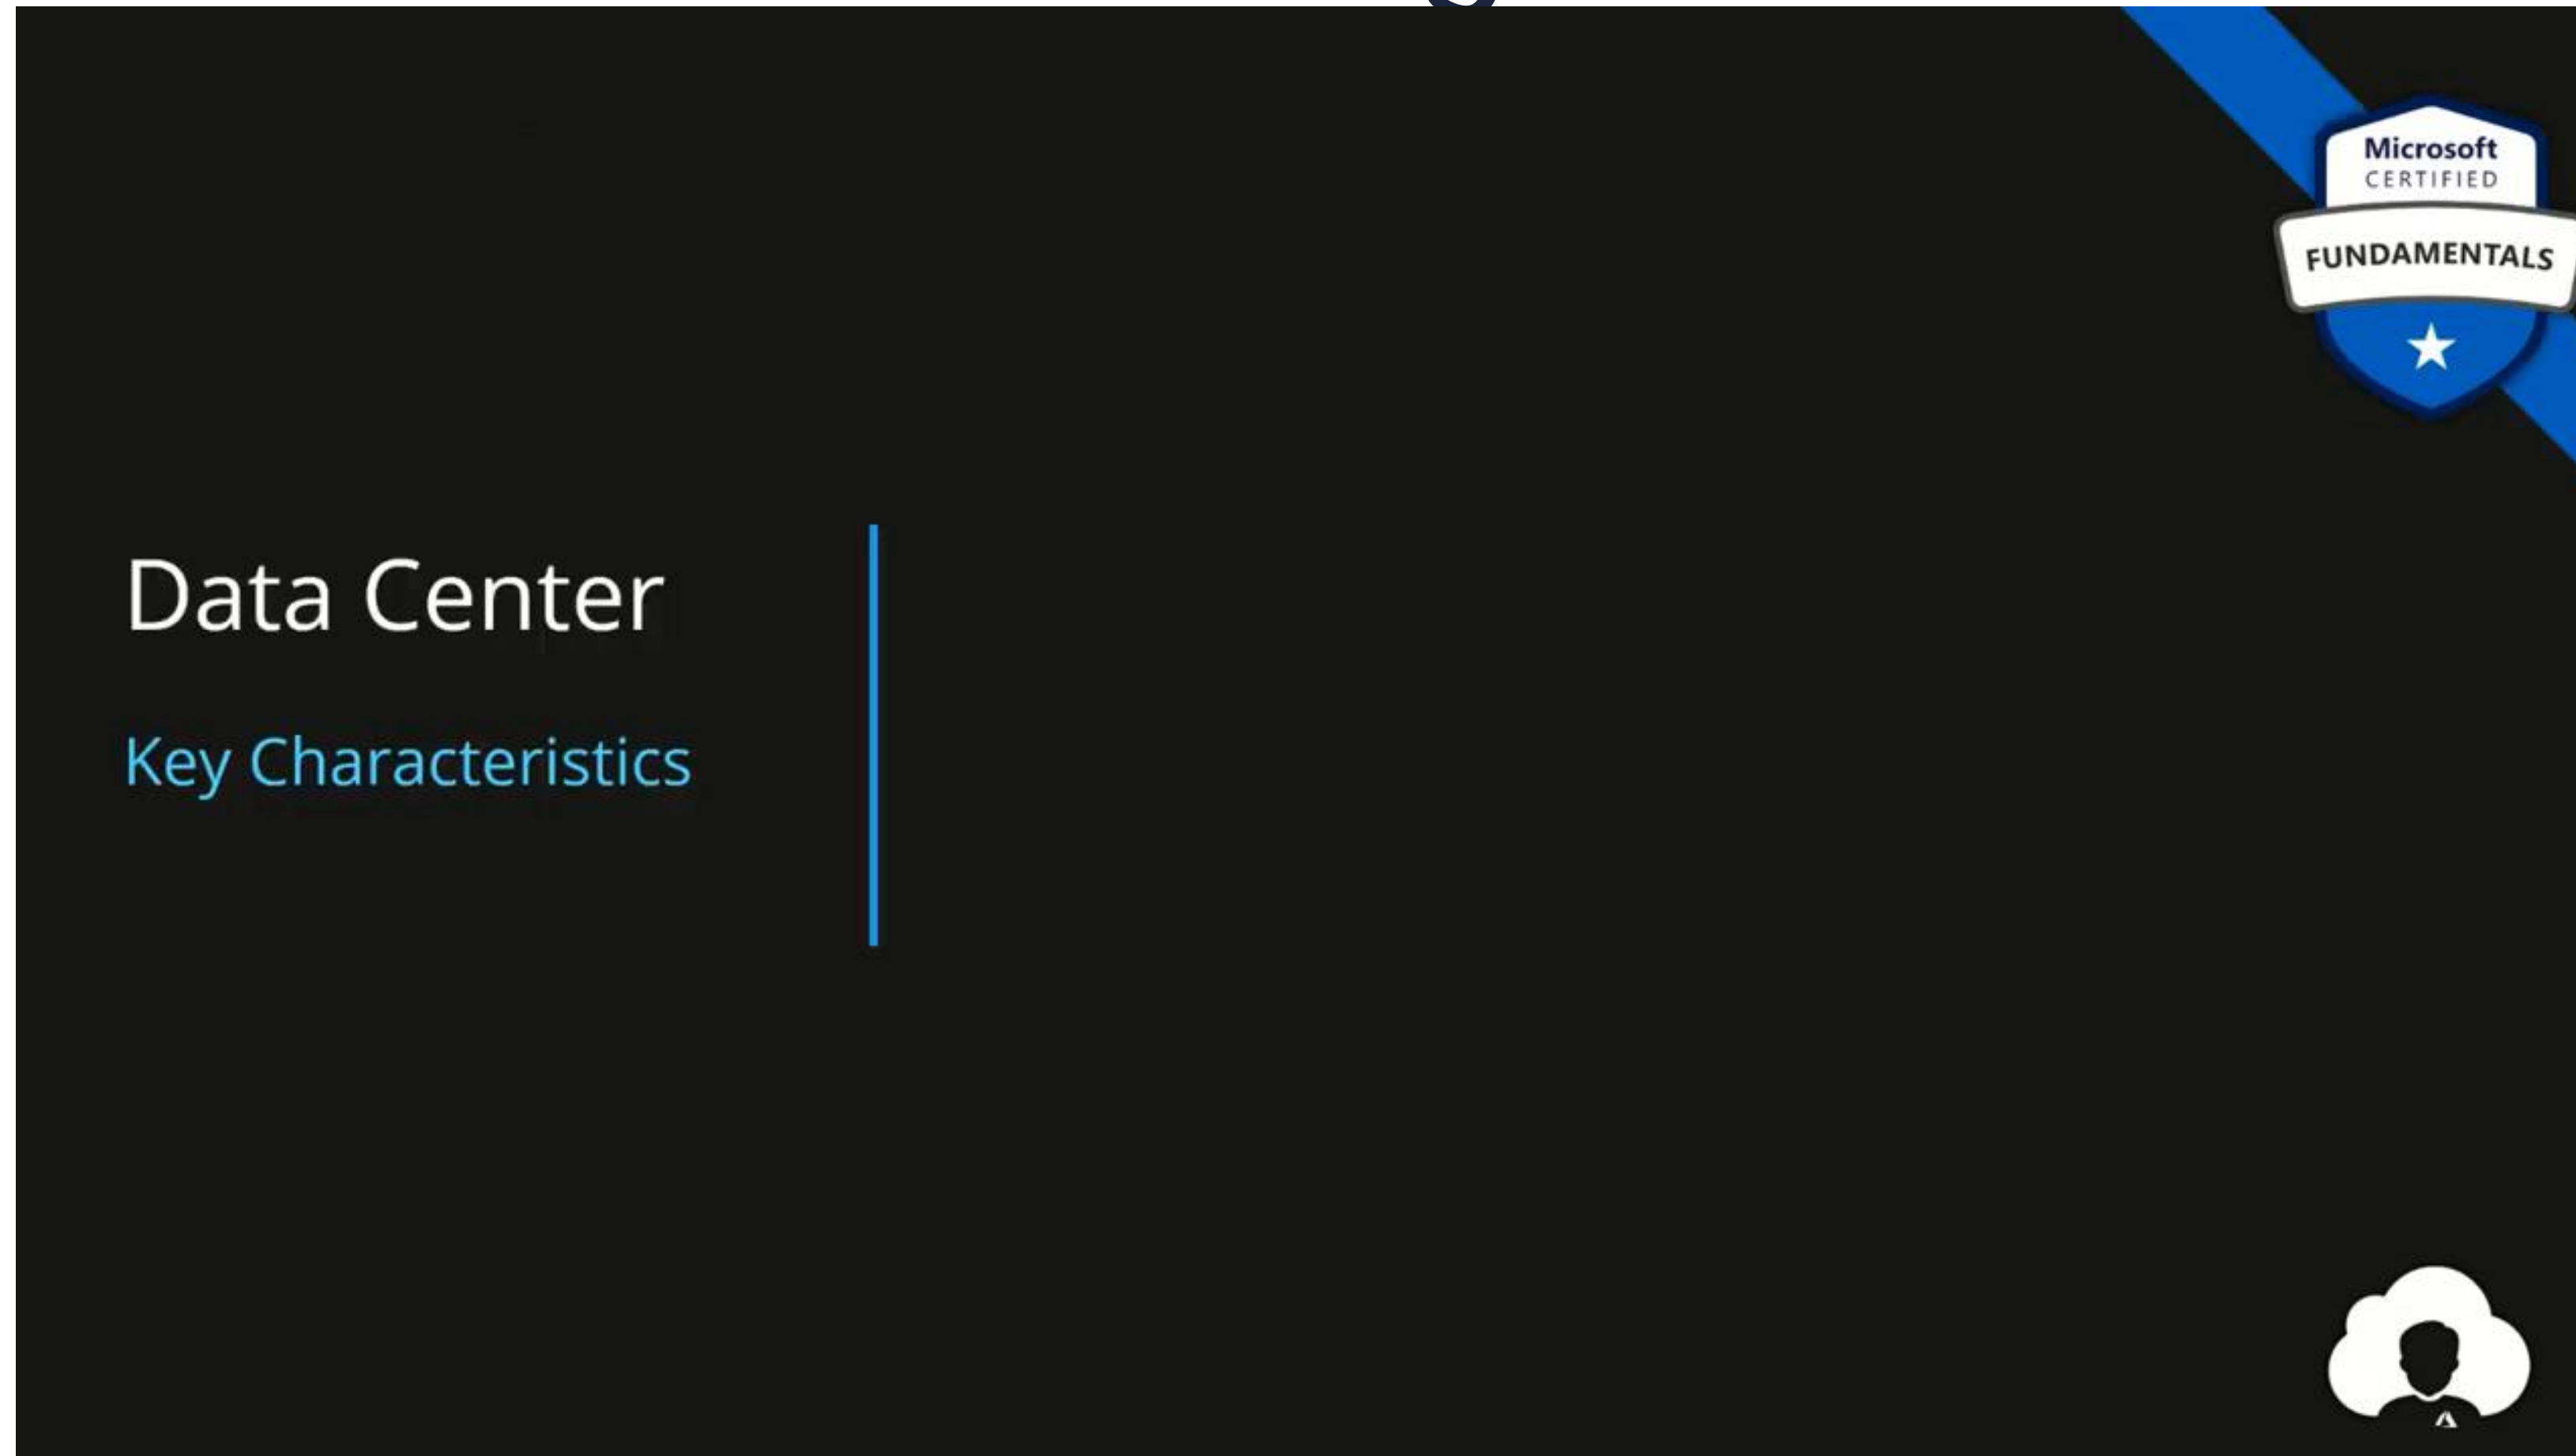 Microsoft
CERTIFIED
FUNDAMENTALS
Data Center
Key Characteristics